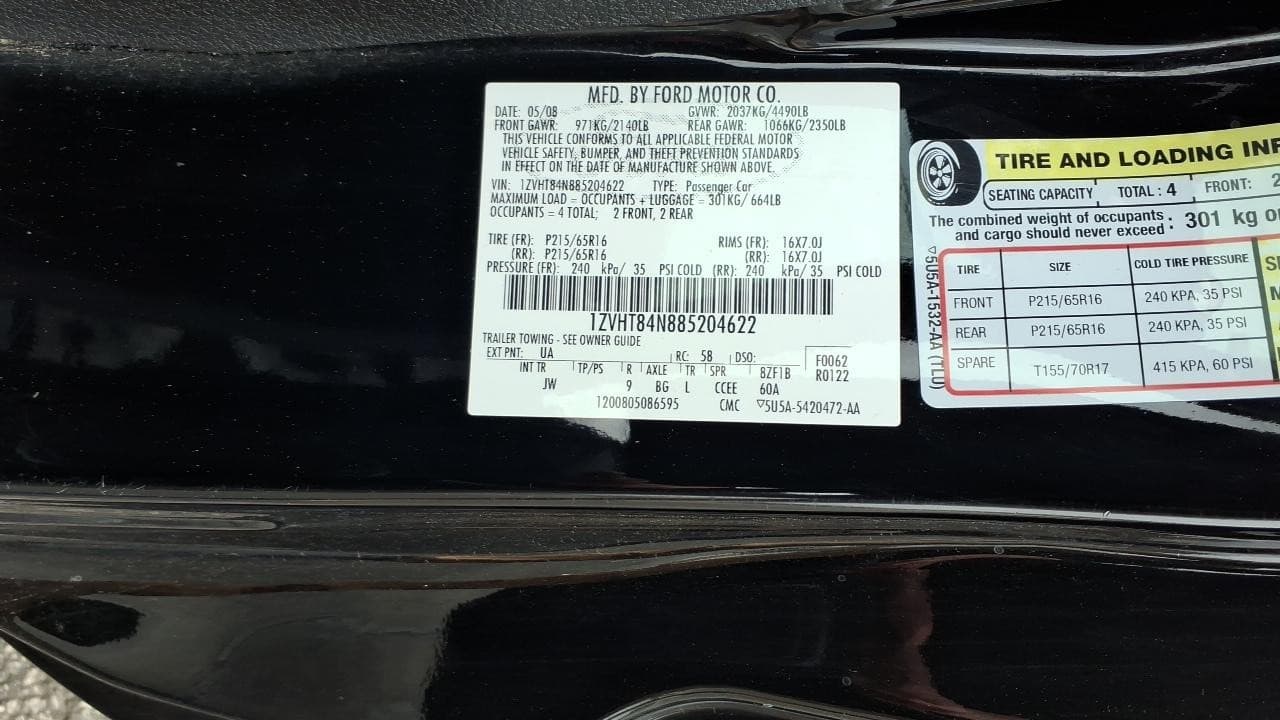 MFD. BY FORD MOTOR CO.
DATE: 05/08 GVWR: 2037KG/4490LB
FRONT GAWR: 971KG/2140LB REAR GAWR: 1066KG/2350LB
THIS VEHICLE CONFORMS TO ALL APPLICABLE FEDERAL MOTOR
VEHICLE SAFETY, BUMPER, AND THEFT PREVENTION STANDARDS
IN EFFECT ON THE DATE OF MANUFACTURE SHOWN ABOVE.
VIN: 1ZVHT84N885204622 TYPE: Passenger Car
MAXIMUM LOAD = OCCUPANTS + LUGGAGE = 301KG/ 664LB
OCCUPANTS = 4 TOTAL; 2 FRONT, 2 REAR
TIRE (FR): P215/65R16 RIMS (FR): 16X7.0J
(RR): P215/65R16 (RR): 16X7.0J
PRESSURE (FR): 240 kPa/ 35 PSI COLD (RR): 240 kPa/ 35 PSI COLD
1ZVHT84N885204622
TRAILER TOWING - SEE OWNER GUIDE
EXT PNT: UA RC: 58 DSO: F0062
INT TR TP/PS R AXLE TR SPR 8ZF1B R0122
JW 9 BG L CCEE 60A
1200805086595 CMC ▽5U5A-5420472-AA
TIRE AND LOADING INF
SEATING CAPACITY TOTAL : 4 FRONT: 2
The combined weight of occupants
and cargo should never exceed : 301 kg o
▽5U5A-1532-AA (TL0)
TIRE SIZE COLD TIRE PRESSURE
FRONT P215/65R16 240 KPA, 35 PSI
REAR P215/65R16 240 KPA, 35 PSI
SPARE T155/70R17 415 KPA, 60 PSI